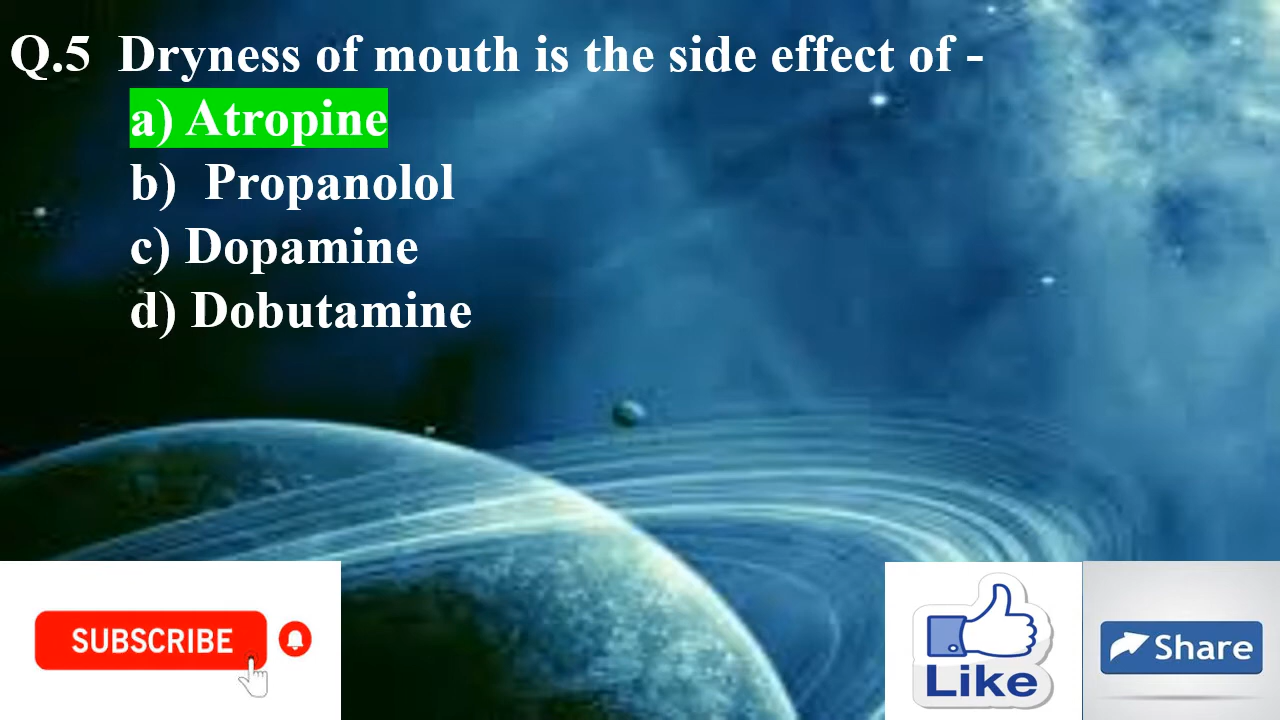 Q.5 Dryness of mouth is the side effect of -
a) Atropine
b) Propanolol
c) Dopamine
d) Dobutamine
SUBSCRIBE
Like
Share